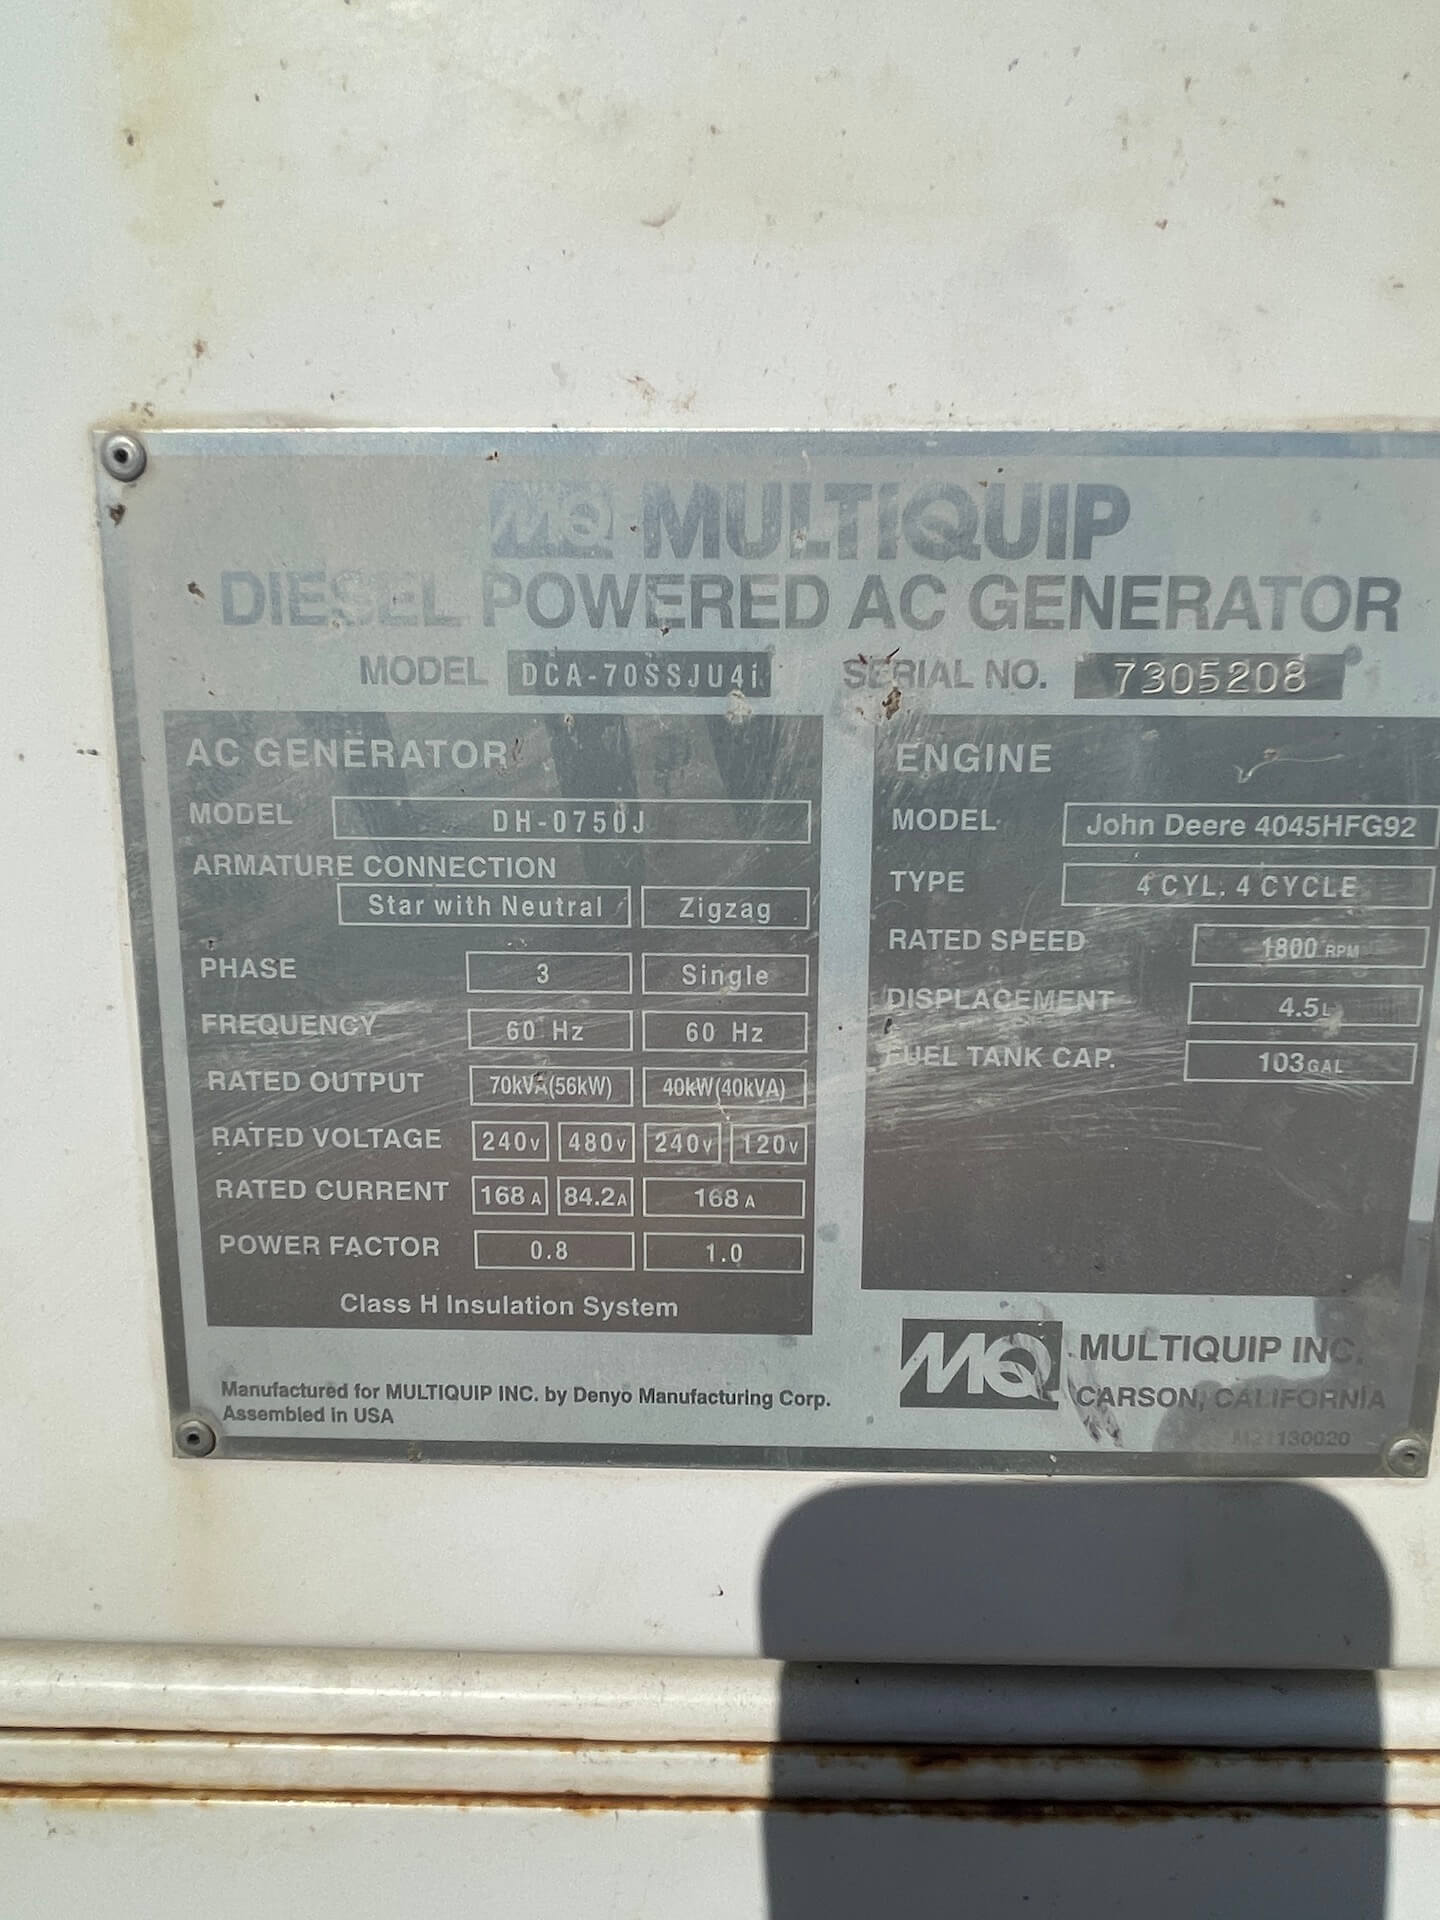 MQ MULTIQUIP
DIESEL POWERED AC GENERATOR
MODEL DCA-70SSJU4i SERIAL NO. 7305208
AC GENERATOR
MODEL DH-0750J
ARMATURE CONNECTION
Star with Neutral Zigzag
PHASE 3 Single
FREQUENCY 60 Hz 60 Hz
RATED OUTPUT 70kVA(56kW) 40kW(40kVA)
RATED VOLTAGE 240V 480V 240V 120V
RATED CURRENT 168 A 84.2A 168 A
POWER FACTOR 0.8 1.0
Class H Insulation System
ENGINE
MODEL John Deere 4045HFG92
TYPE 4 CYL. 4 CYCLE
RATED SPEED 1800 RPM
DISPLACEMENT 4.5L
FUEL TANK CAP. 103GAL
Manufactured for MULTIQUIP INC. by Denyo Manufacturing Corp.
Assembled in USA
MQ MULTIQUIP INC.
CARSON, CALIFORNIA